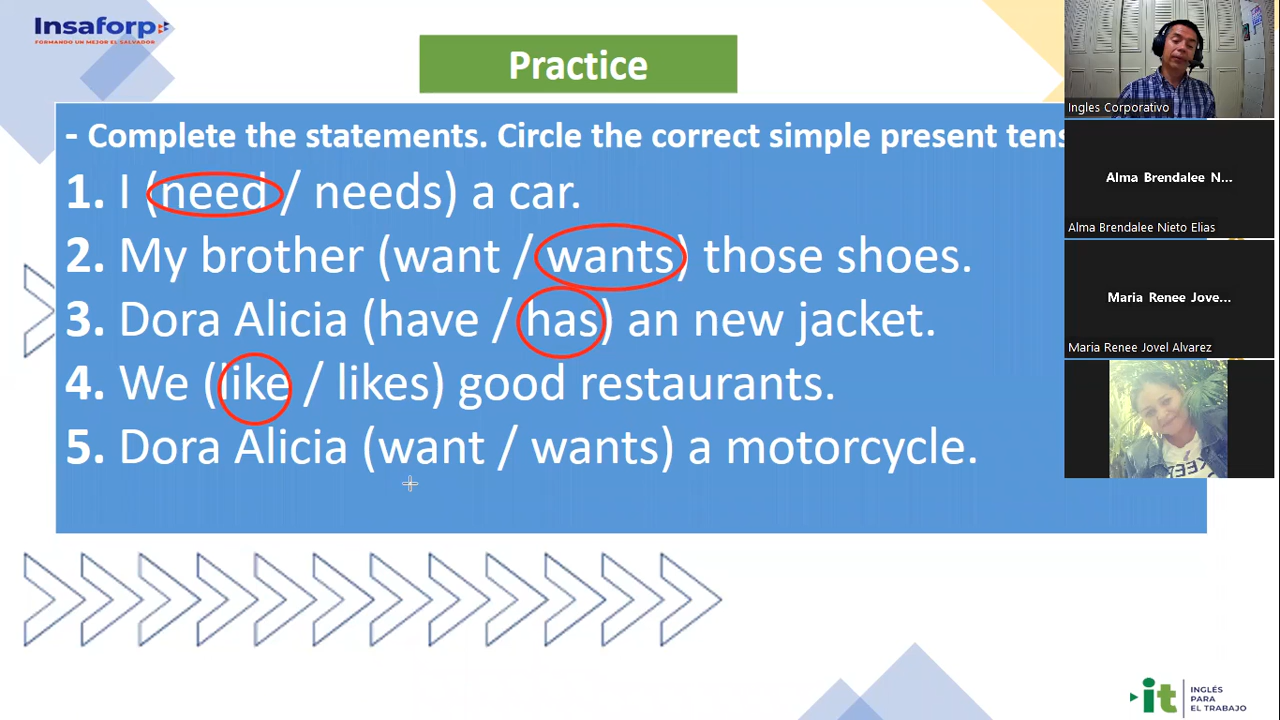 Insaforp
FORMANDO UN MEJOR EL SALVADOR
Practice
- Complete the statements. Circle the correct simple present tens
1. I (need / needs) a car.
2. My brother (want / wants) those shoes.
3. Dora Alicia (have / has) an new jacket.
4. We (like / likes) good restaurants.
5. Dora Alicia (want / wants) a motorcycle.
Ingles Corporativo
Alma Brendalee N...
Alma Brendalee Nieto Elias
Maria Renee Jove...
Maria Renee Jovel Alvarez
it
INGLÉS
PARA
EL TRABAJO